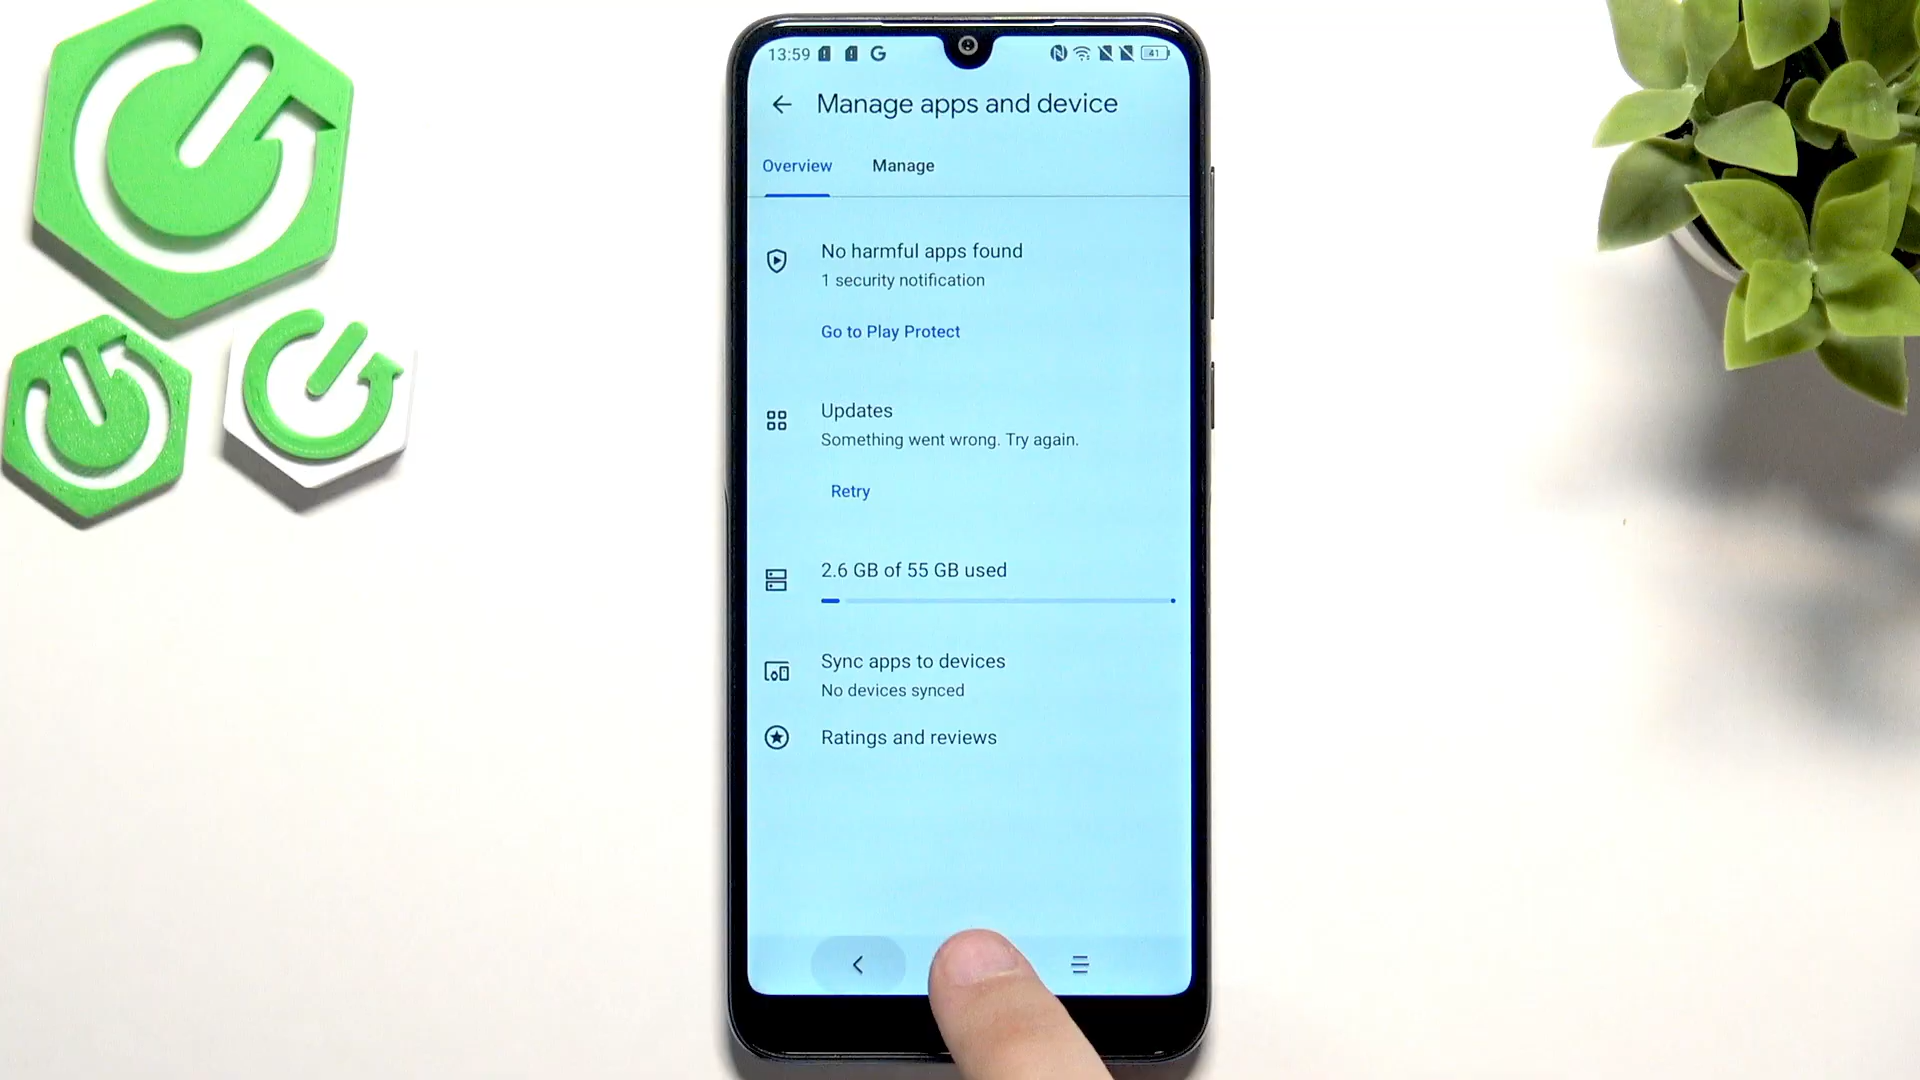 13:59 G 41
Manage apps and device
Overview Manage
No harmful apps found
1 security notification
Go to Play Protect
Updates
Something went wrong. Try again.
Retry
2.6 GB of 55 GB used
Sync apps to devices
No devices synced
Ratings and reviews